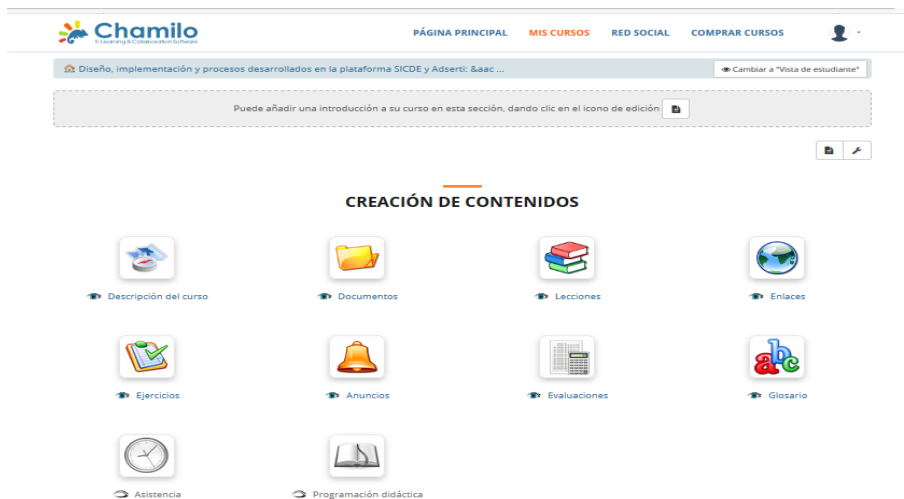 Chamilo
E-Learning & Collaboration Software
PÁGINA PRINCIPAL MIS CURSOS RED SOCIAL COMPRAR CURSOS
Diseño, implementación y procesos desarrollados en la plataforma SICDE y Adserti: &aac ...
Cambiar a "Vista de estudiante"
Puede añadir una introducción a su curso en esta sección, dando clic en el icono de edición
CREACIÓN DE CONTENIDOS
Descripción del curso Documentos Lecciones Enlaces
abc
Ejercicios Anuncios Evaluaciones Glosario
Asistencia Programación didáctica